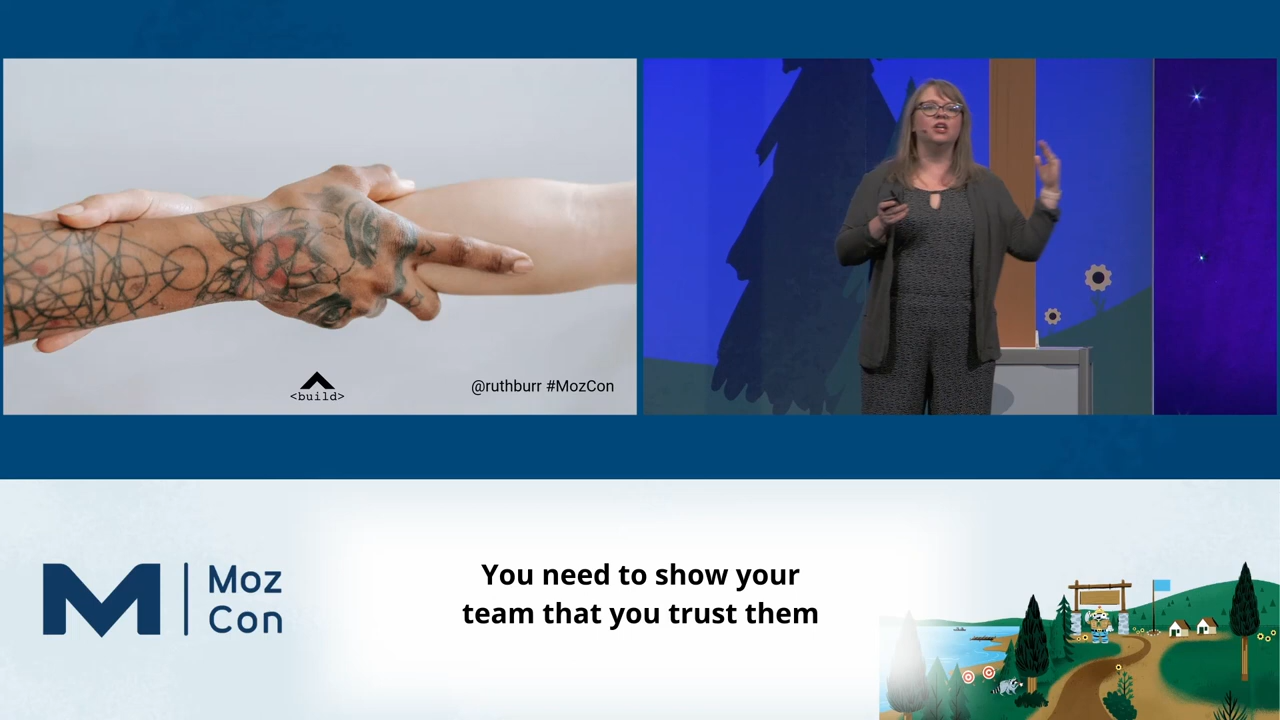 <build>
@ruthburr #MozCon
Moz
Con
You need to show your
team that you trust them